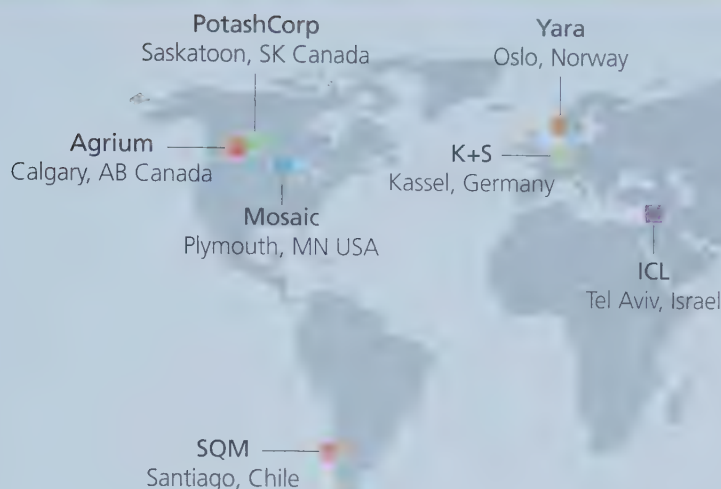 PotashCorp
Saskatoon, SK Canada
Yara
Oslo, Norway
Agrium
Calgary, AB Canada
K+S
Kassel, Germany
Mosaic
Plymouth, MN USA
ICL
Tel Aviv, Israel
SQM
Santiago, Chile